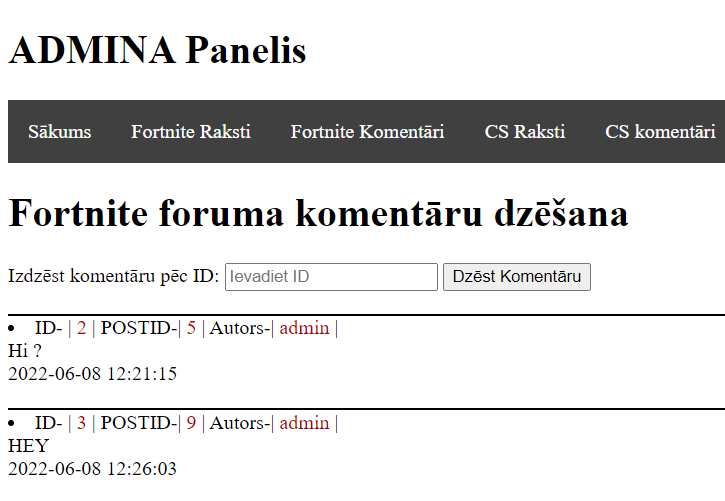 ADMINA Panelis
Sākums Fortnite Raksti Fortnite Komentāri CS Raksti CS komentāri
Fortnite foruma komentāru dzēšana
Izdzēst komentāru pēc ID: Ievadiet ID Dzēst Komentāru
• ID- | 2 | POSTID-| 5 | Autors-| admin |
Hi ?
2022-06-08 12:21:15
• ID- | 3 | POSTID-| 9 | Autors-| admin |
HEY
2022-06-08 12:26:03